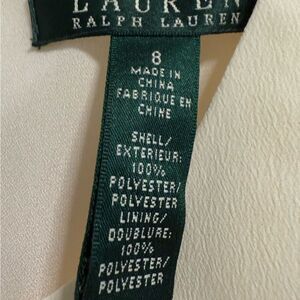 LAUREN
RALPH LAUREN
8
MADE IN
CHINA
FABRIQUE EN
CHINE
SHELL/
EXTERIEUR:
100%
POLYESTER/
POLYESTER
LINING/
DOUBLURE:
100%
POLYESTER/
POLYESTER